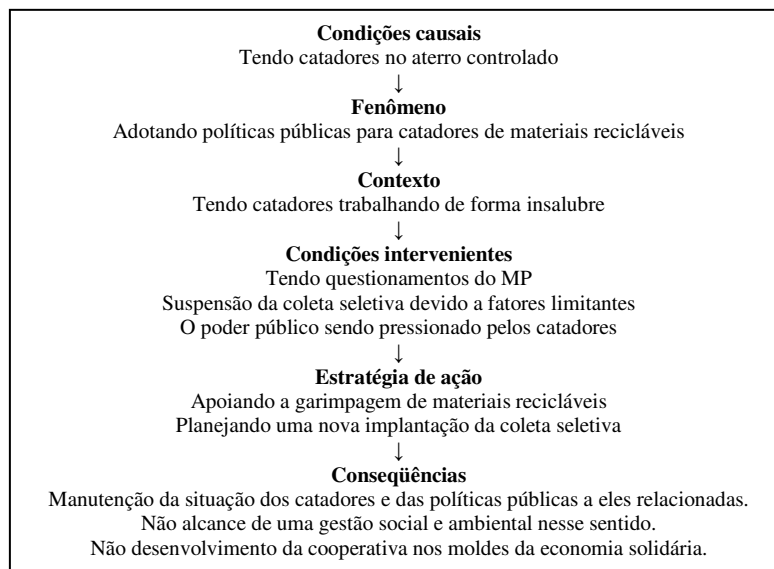 Condições causais
Tendo catadores no aterro controlado
↓
Fenômeno
Adotando políticas públicas para catadores de materiais recicláveis
↓
Contexto
Tendo catadores trabalhando de forma insalubre
↓
Condições intervenientes
Tendo questionamentos do MP
Suspensão da coleta seletiva devido a fatores limitantes
O poder público sendo pressionado pelos catadores
↓
Estratégia de ação
Apoiando a garimpagem de materiais recicláveis
Planejando uma nova implantação da coleta seletiva
↓
Conseqüências
Manutenção da situação dos catadores e das políticas públicas a eles relacionadas.
Não alcance de uma gestão social e ambiental nesse sentido.
Não desenvolvimento da cooperativa nos moldes da economia solidária.